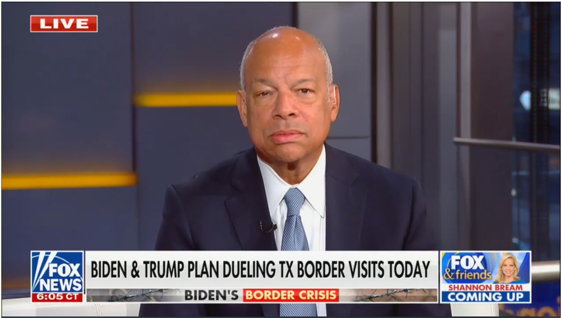 LIVE
FOX
NEWS
6:05 CT
BIDEN & TRUMP PLAN DUELING TX BORDER VISITS TODAY
BIDEN'S BORDER CRISIS
FOX
& friends
SHANNON BREAM
COMING UP